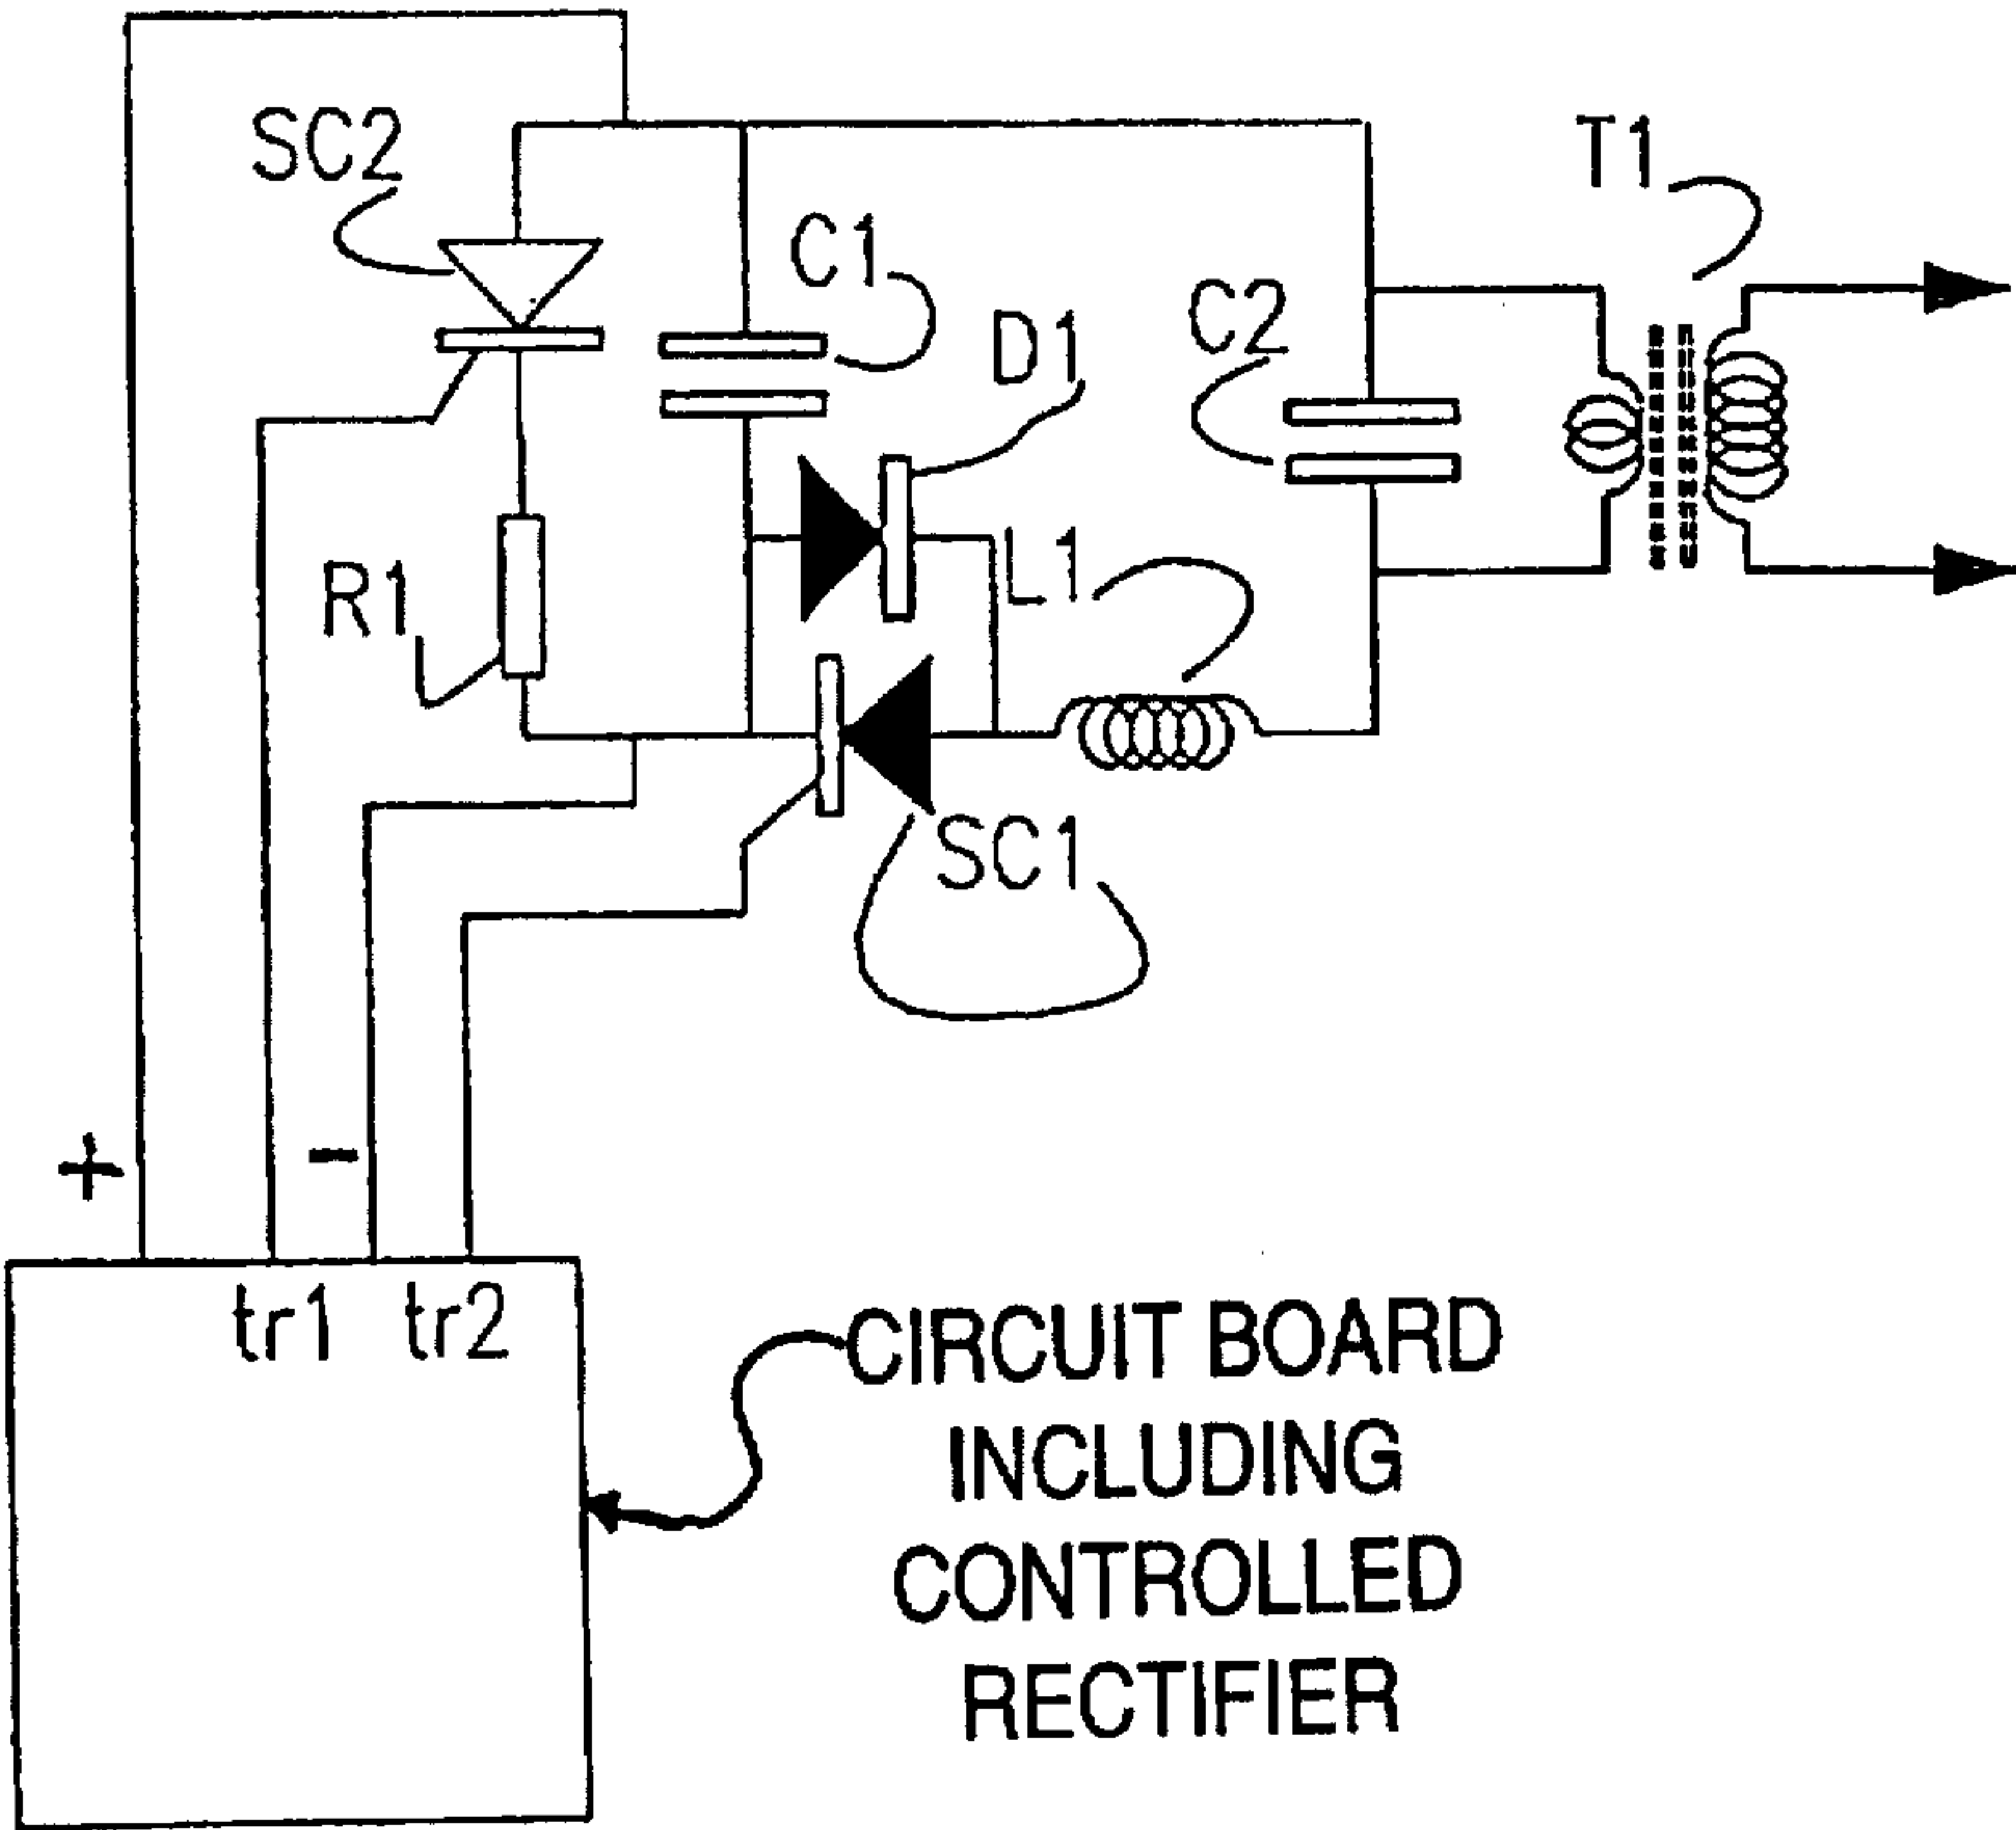 SC2
T1
C1
C2
D1
R1
L1
SC1
+
-
tr1 tr2
CIRCUIT BOARD
INCLUDING
CONTROLLED
RECTIFIER